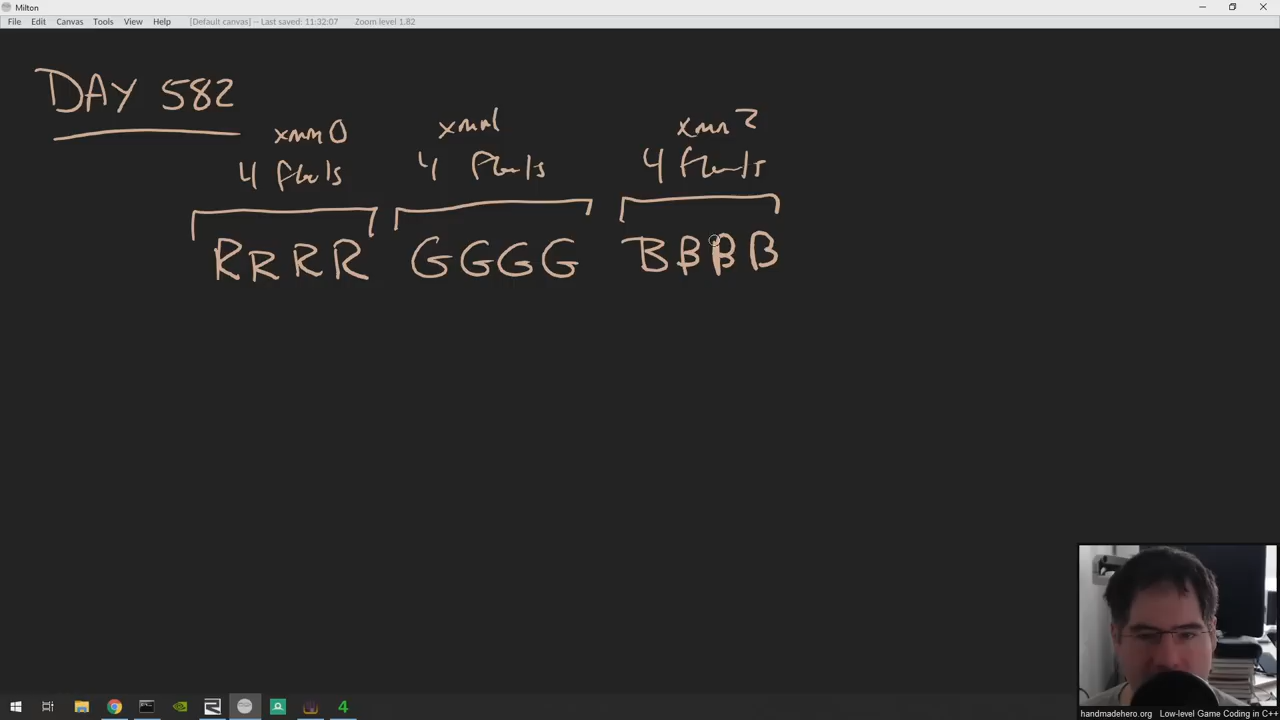 Milton
File Edit Canvas Tools View Help [Default canvas] -- Last saved: 11:32:07 Zoom level 1.82
DAY 582
xmm0 xmm1 xmm2
4 floats 4 floats 4 floats
RRRR GGGG BBBB
4
handmadehero.org Low-level Game Coding in C++